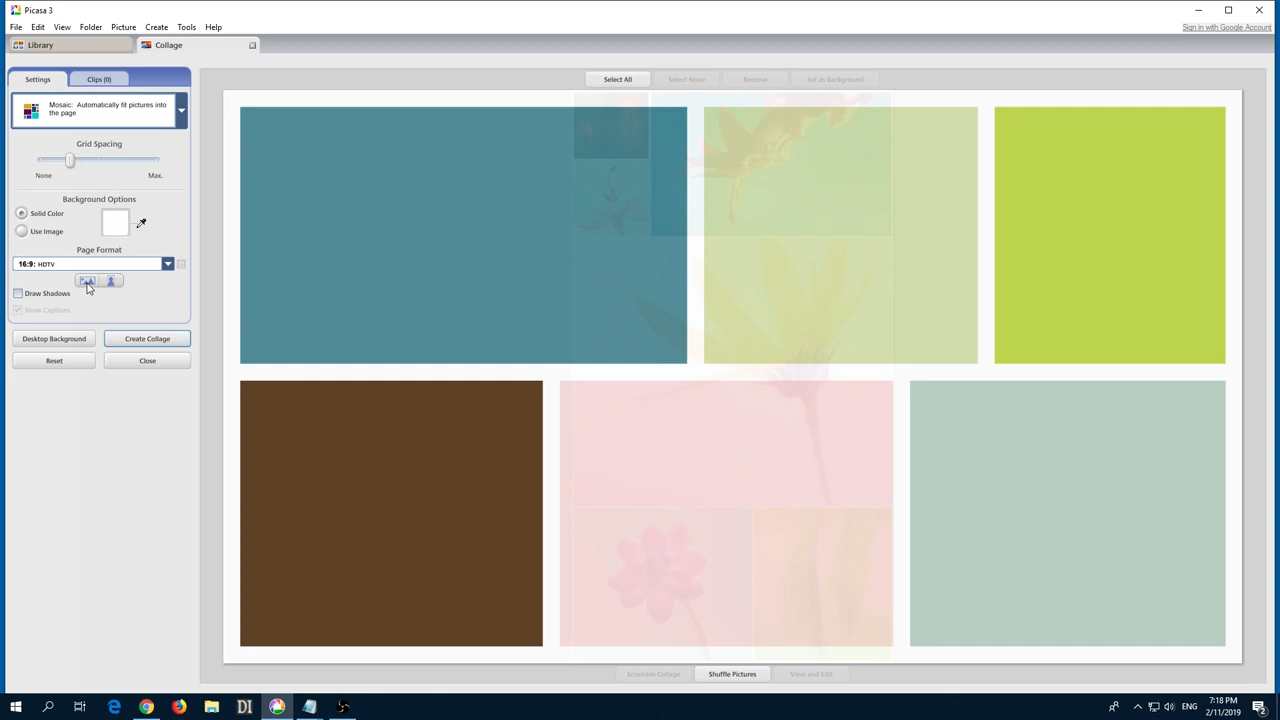 Picasa 3
File Edit View Folder Picture Create Tools Help
Sign in with Google Account
Library
Collage
Settings
Clips (0)
Select All
Select None
Remove
Set as Background
Mosaic: Automatically fit pictures into
the page
Grid Spacing
None
Max.
Background Options
Solid Color
Use Image
Page Format
16:9: HDTV
Draw Shadows
Show Captions
Desktop Background
Create Collage
Reset
Close
Scramble Collage
Shuffle Pictures
View and Edit
DI
ENG
7:18 PM
2/11/2019
2